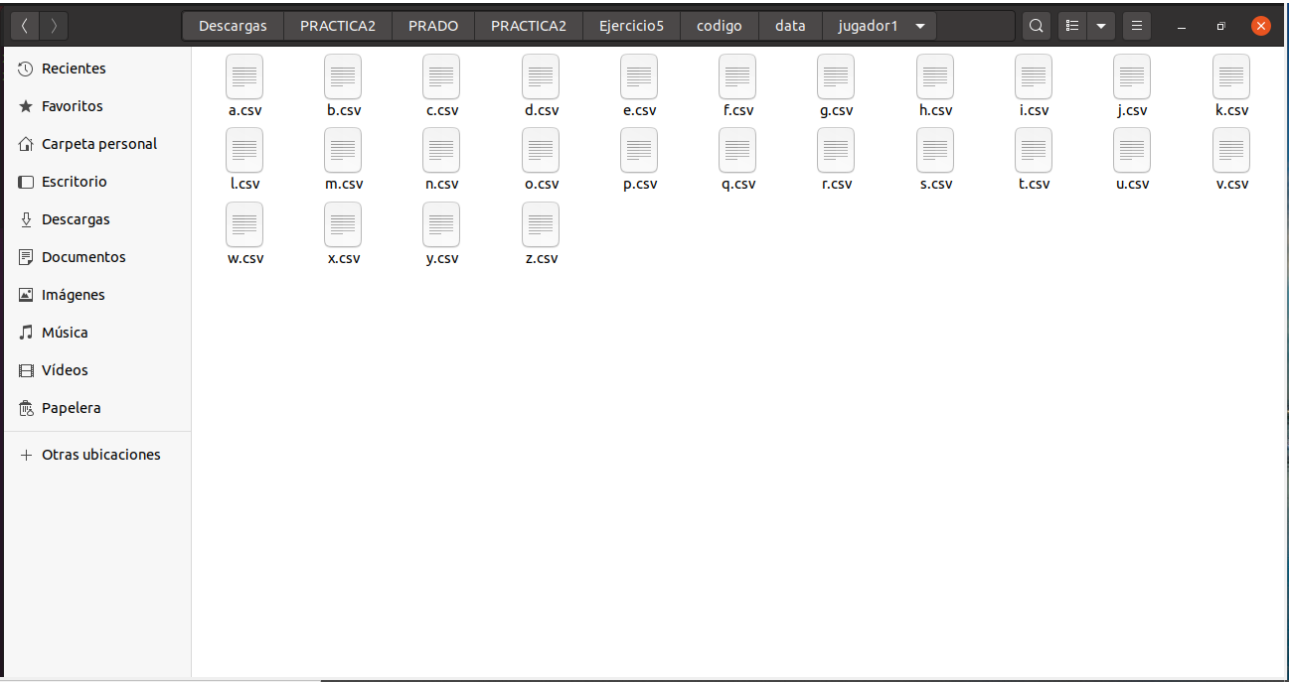 Descargas PRACTICA2 PRADO PRACTICA2 Ejercicio5 codigo data jugador1
Recientes
Favoritos
Carpeta personal
Escritorio
Descargas
Documentos
Imágenes
Música
Vídeos
Papelera
Otras ubicaciones
a.csv b.csv c.csv d.csv e.csv f.csv g.csv h.csv i.csv j.csv k.csv
l.csv m.csv n.csv o.csv p.csv q.csv r.csv s.csv t.csv u.csv v.csv
w.csv x.csv y.csv z.csv